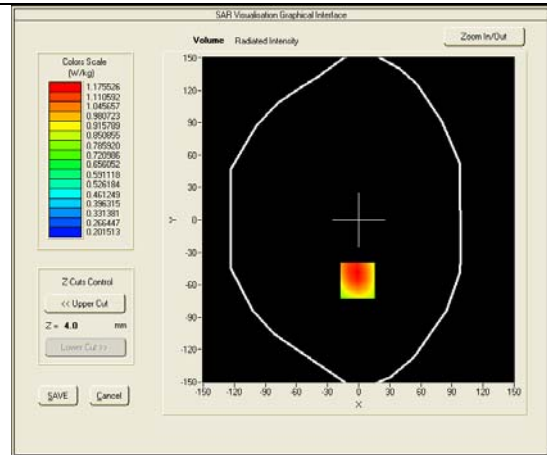 SAR Visualisation Graphical Interface
Volume Radiated Intensity
Zoom In/Out
Colors Scale
(W/kg)
1.175526
1.110592
1.045657
0.980723
0.915789
0.850855
0.785920
0.720986
0.656052
0.591118
0.526184
0.461249
0.396315
0.331381
0.266447
0.201513
Z Cuts Control
<< Upper Cut
Z = 4.0 mm
Lower Cut >>
SAVE Cancel
150
120
90
60
30
0
-30
-60
-90
-120
-150
Y
-150 -120 -90 -60 -30 0 30 60 90 120 150
X